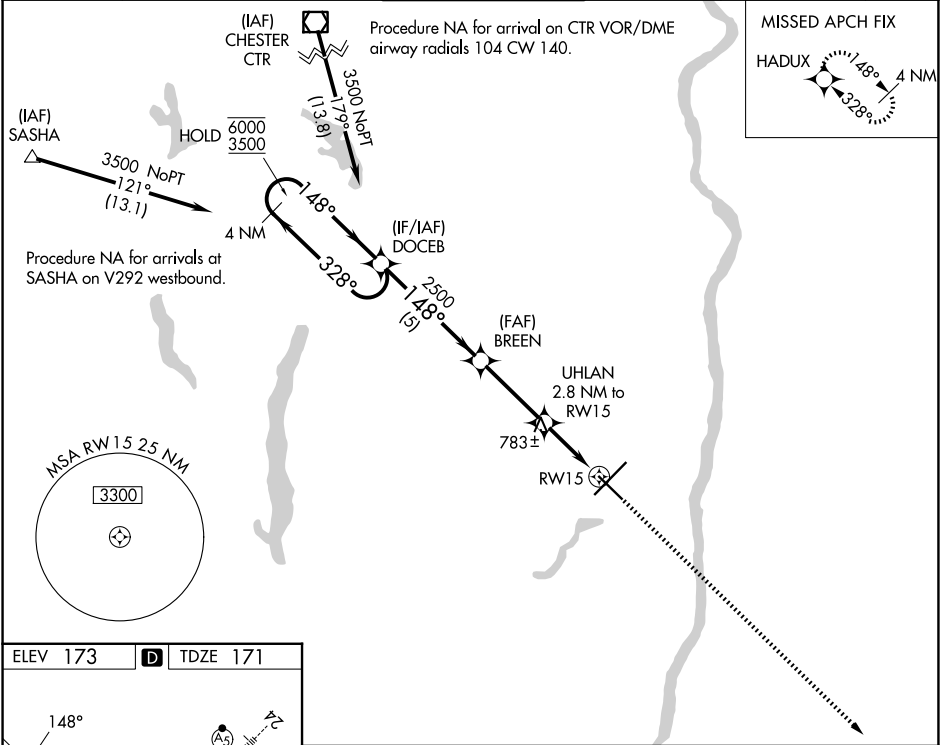 (IAF)
CHESTER
CTR
Procedure NA for arrival on CTR VOR/DME
airway radials 104 CW 140.
MISSED APCH FIX
HADUX
148°
4 NM
328°
3500 NoPT
179°
(13.8)
(IAF)
SASHA
HOLD
6000
3500
3500 NoPT
121°
(13.1)
148°
4 NM
328°
(IF/IAF)
DOCEB
Procedure NA for arrivals at
SASHA on V292 westbound.
2500
148°
(5)
(FAF)
BREEN
UHLAN
2.8 NM to
RW15
783±
RW15
MSA RW15 25 NM
3300
ELEV 173
D
TDZE 171
148°
A5
24